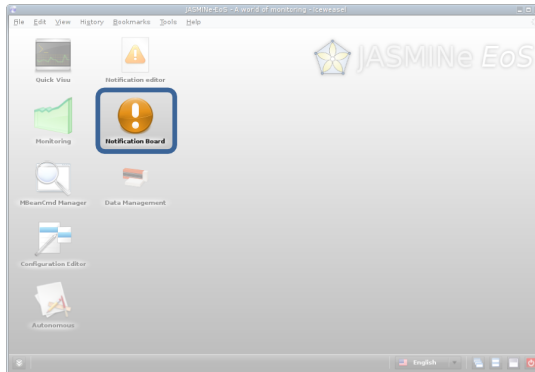 JASMINe-EoS - A world of monitoring - Iceweasel
File Edit View History Bookmarks Tools Help
JASMINe EoS
Quick View
Notification editor
Monitoring
Notification Board
MBeanCmd Manager
Data Management
Configuration Editor
Autonomous
English